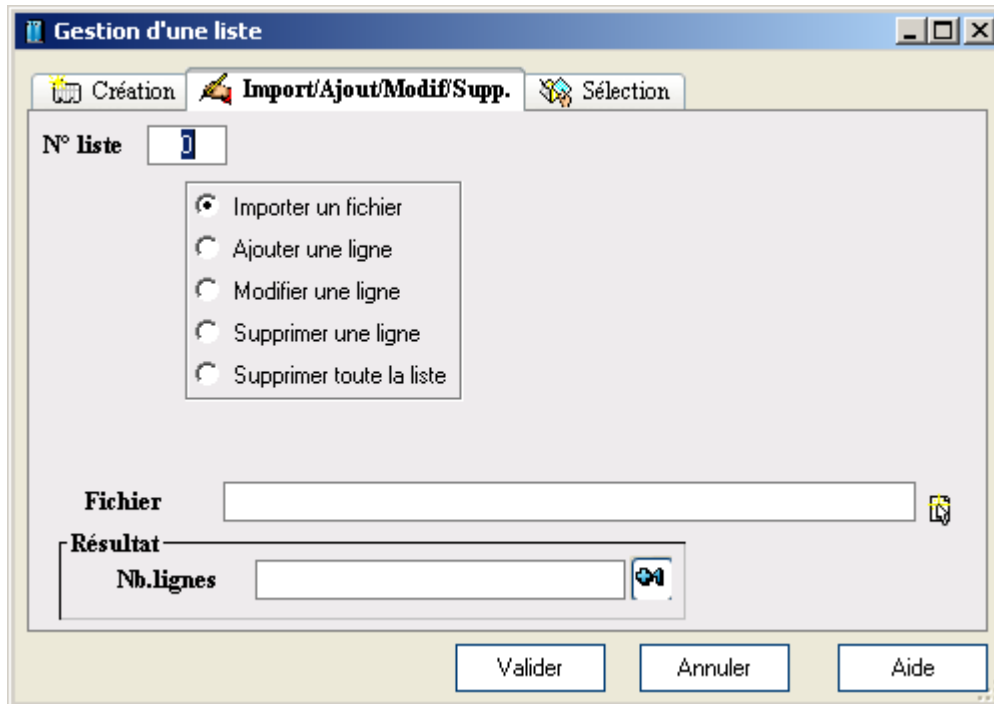 Gestion d'une liste
Création Import/Ajout/Modif/Supp. Sélection
N° liste 0
Importer un fichier
Ajouter une ligne
Modifier une ligne
Supprimer une ligne
Supprimer toute la liste
Fichier
Résultat
Nb.lignes
Valider Annuler Aide